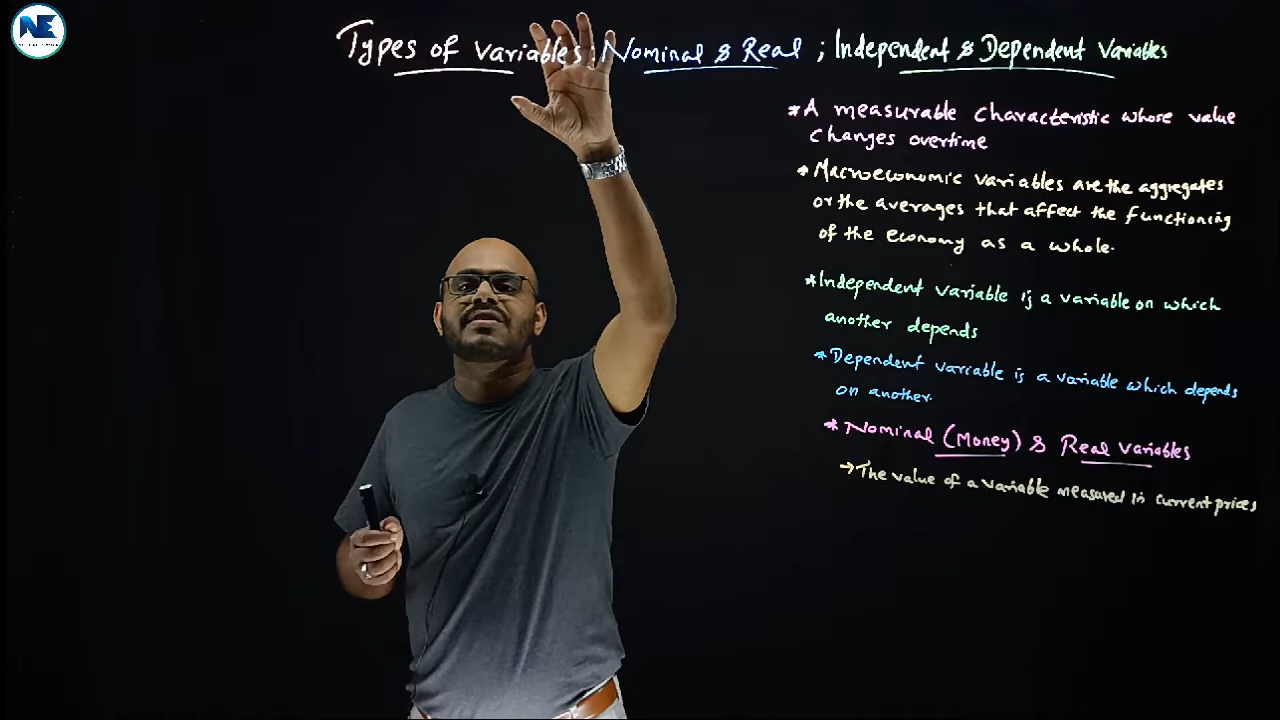 NE
Types of variables: Nominal & Real ; Independent & Dependent Variables
* A measurable characteristic whose value
changes overtime
* Macroeconomic variables are the aggregates
or the averages that affect the functioning
of the economy as a whole.
* Independent variable is a variable on which
another depends
* Dependent variable is a variable which depends
on another.
* Nominal (Money) & Real variables
→ The value of a variable measured in current prices